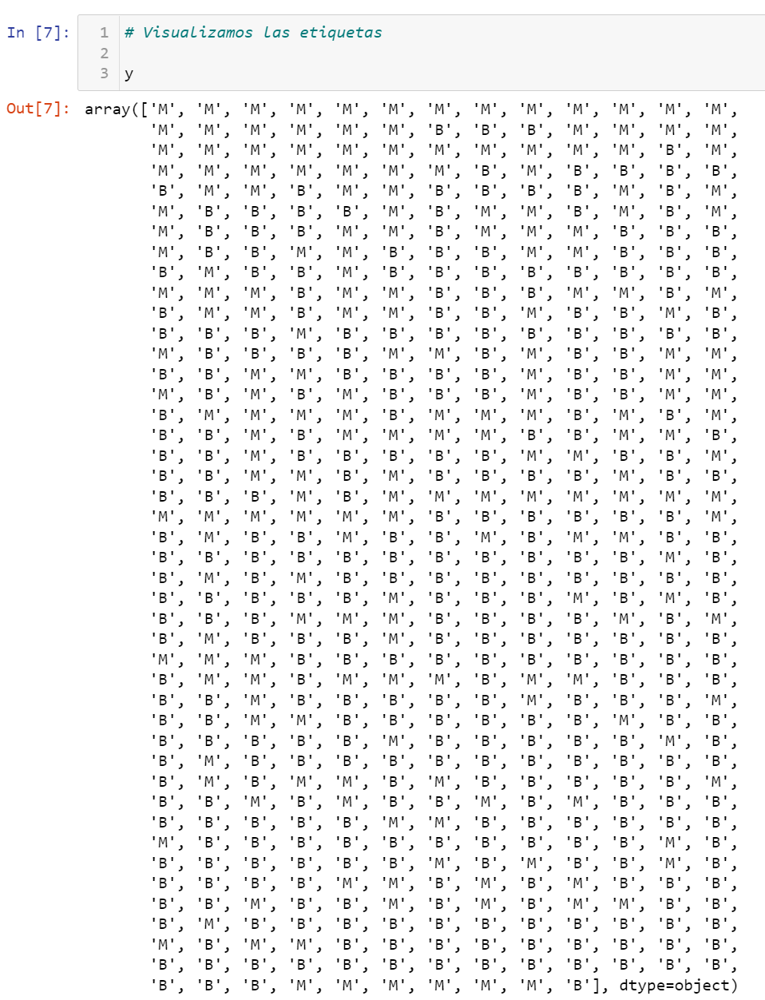 In [7]:
1 # Visualizamos las etiquetas
2
3 y
Out[7]: array(['M', 'M', 'M', 'M', 'M', 'M', 'M', 'M', 'M', 'M', 'M', 'M', 'M',
'M', 'M', 'M', 'M', 'M', 'M', 'B', 'B', 'B', 'M', 'M', 'M', 'M',
'M', 'M', 'M', 'M', 'M', 'M', 'M', 'M', 'M', 'M', 'M', 'B', 'M',
'M', 'M', 'M', 'M', 'M', 'M', 'M', 'B', 'M', 'B', 'B', 'B', 'B',
'B', 'M', 'M', 'B', 'M', 'M', 'B', 'B', 'B', 'B', 'M', 'B', 'M',
'M', 'B', 'B', 'B', 'B', 'M', 'B', 'M', 'M', 'B', 'M', 'B', 'M',
'M', 'B', 'B', 'B', 'M', 'M', 'B', 'M', 'M', 'M', 'B', 'B', 'B',
'M', 'B', 'B', 'M', 'M', 'B', 'B', 'B', 'M', 'M', 'B', 'B', 'B',
'B', 'M', 'B', 'B', 'M', 'B', 'B', 'B', 'B', 'B', 'B', 'B', 'B',
'M', 'M', 'M', 'B', 'M', 'M', 'B', 'B', 'B', 'M', 'M', 'B', 'M',
'B', 'M', 'M', 'B', 'M', 'M', 'B', 'B', 'M', 'B', 'B', 'M', 'B',
'B', 'B', 'B', 'M', 'B', 'B', 'B', 'B', 'B', 'B', 'B', 'B', 'B',
'M', 'B', 'B', 'B', 'B', 'M', 'M', 'B', 'M', 'B', 'B', 'M', 'M',
'B', 'B', 'M', 'M', 'B', 'B', 'B', 'B', 'M', 'B', 'B', 'M', 'M',
'M', 'B', 'M', 'B', 'M', 'B', 'B', 'B', 'M', 'B', 'B', 'M', 'M',
'B', 'M', 'M', 'M', 'M', 'B', 'M', 'M', 'M', 'B', 'M', 'B', 'M',
'B', 'B', 'M', 'B', 'M', 'M', 'M', 'M', 'B', 'B', 'M', 'M', 'B',
'B', 'B', 'M', 'B', 'B', 'B', 'B', 'B', 'M', 'M', 'B', 'B', 'M',
'B', 'B', 'M', 'M', 'B', 'M', 'B', 'B', 'B', 'B', 'M', 'B', 'B',
'B', 'B', 'B', 'M', 'B', 'M', 'M', 'M', 'M', 'M', 'M', 'M', 'M',
'M', 'M', 'M', 'M', 'M', 'M', 'B', 'B', 'B', 'B', 'B', 'B', 'M',
'B', 'M', 'B', 'B', 'M', 'B', 'B', 'M', 'B', 'M', 'M', 'B', 'B',
'B', 'B', 'B', 'B', 'B', 'B', 'B', 'B', 'B', 'B', 'B', 'M', 'B',
'B', 'M', 'B', 'M', 'B', 'B', 'B', 'B', 'B', 'B', 'B', 'B', 'B',
'B', 'B', 'B', 'B', 'B', 'M', 'B', 'B', 'B', 'M', 'B', 'M', 'B',
'B', 'B', 'B', 'M', 'M', 'M', 'B', 'B', 'B', 'B', 'M', 'B', 'M',
'B', 'M', 'B', 'B', 'B', 'M', 'B', 'B', 'B', 'B', 'B', 'B', 'B',
'M', 'M', 'M', 'B', 'B', 'B', 'B', 'B', 'B', 'B', 'B', 'B', 'B',
'B', 'M', 'M', 'B', 'M', 'M', 'M', 'B', 'M', 'M', 'B', 'B', 'B',
'B', 'B', 'M', 'B', 'B', 'B', 'B', 'B', 'M', 'B', 'B', 'B', 'M',
'B', 'B', 'M', 'M', 'B', 'B', 'B', 'B', 'B', 'B', 'M', 'B', 'B',
'B', 'B', 'B', 'B', 'B', 'M', 'B', 'B', 'B', 'B', 'B', 'M', 'B',
'B', 'M', 'B', 'B', 'B', 'B', 'B', 'B', 'B', 'B', 'B', 'B', 'B',
'B', 'M', 'B', 'M', 'M', 'B', 'M', 'B', 'B', 'B', 'B', 'B', 'M',
'B', 'B', 'M', 'B', 'M', 'B', 'B', 'M', 'B', 'M', 'B', 'B', 'B',
'B', 'B', 'B', 'B', 'B', 'M', 'M', 'B', 'B', 'B', 'B', 'B', 'B',
'M', 'B', 'B', 'B', 'B', 'B', 'B', 'B', 'B', 'B', 'B', 'M', 'B',
'B', 'B', 'B', 'B', 'B', 'B', 'M', 'B', 'M', 'B', 'B', 'M', 'B',
'B', 'B', 'B', 'B', 'M', 'M', 'B', 'M', 'B', 'M', 'B', 'B', 'B',
'B', 'B', 'M', 'B', 'B', 'M', 'B', 'M', 'B', 'M', 'M', 'B', 'B',
'B', 'M', 'B', 'B', 'B', 'B', 'B', 'B', 'B', 'B', 'B', 'B', 'B',
'M', 'B', 'M', 'M', 'B', 'B', 'B', 'B', 'B', 'B', 'B', 'B', 'B',
'B', 'B', 'B', 'B', 'B', 'B', 'B', 'B', 'B', 'B', 'B', 'B', 'B',
'B', 'B', 'B', 'M', 'M', 'M', 'M', 'M', 'M', 'B'], dtype=object)